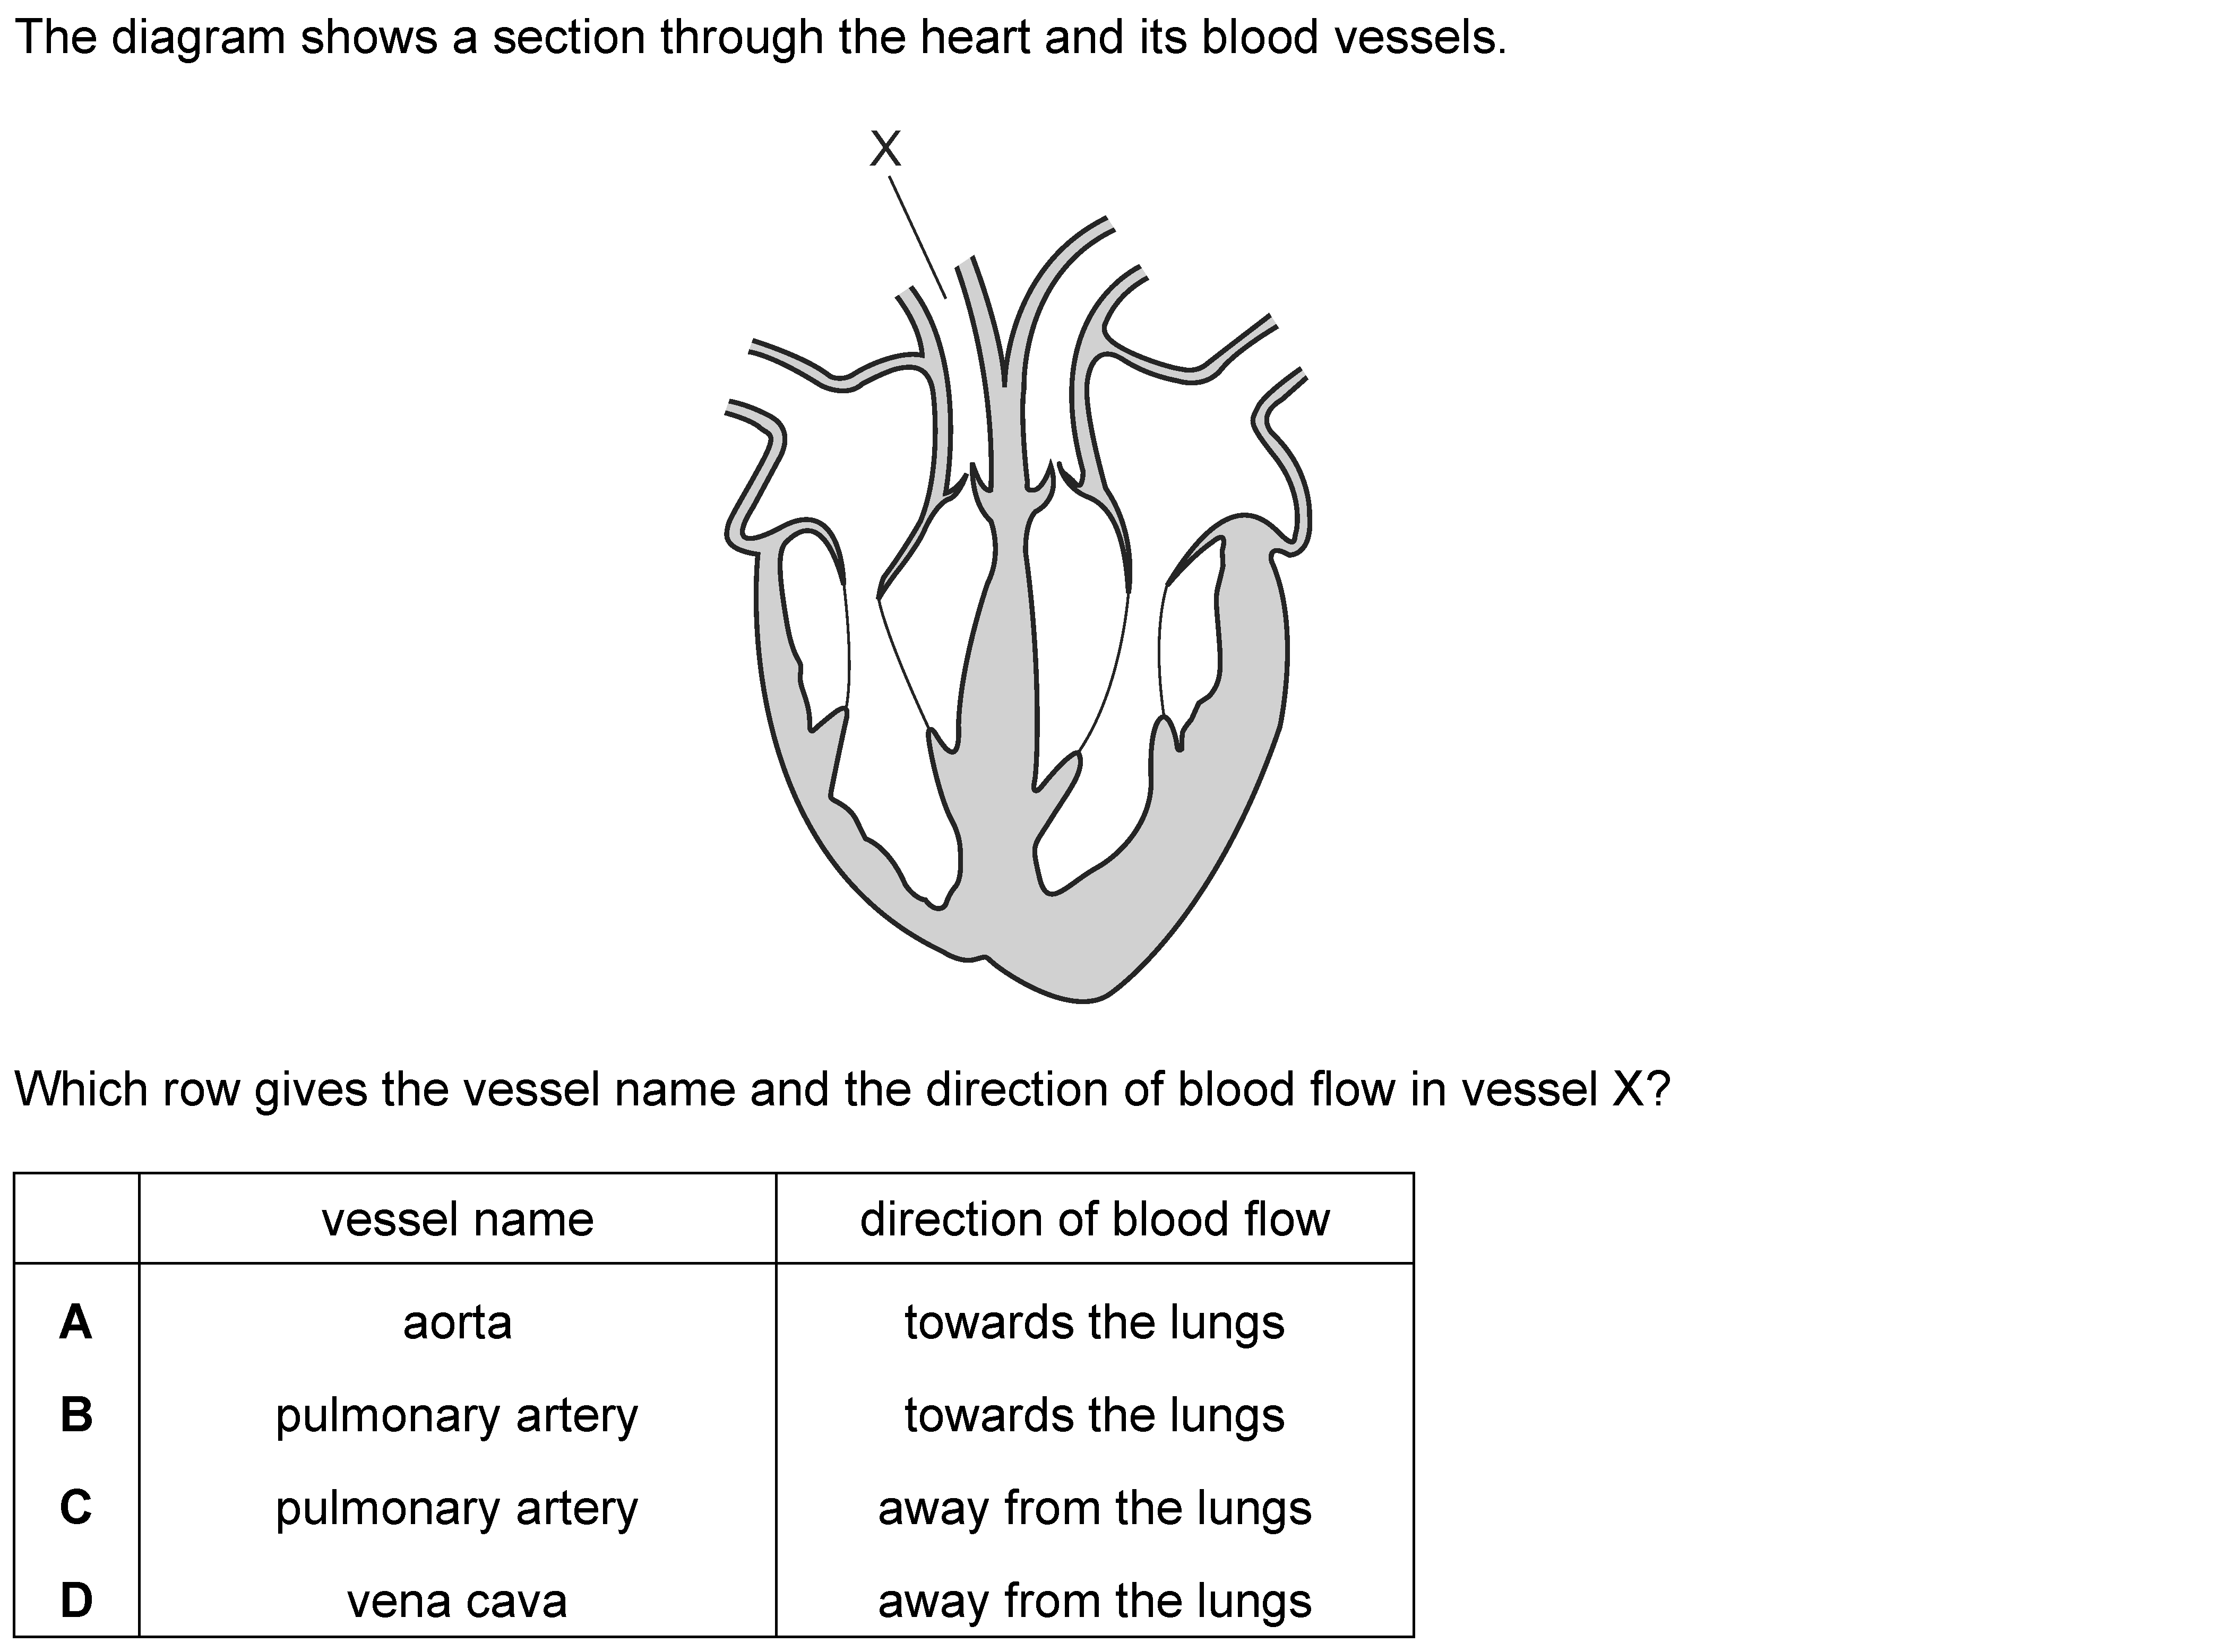 The diagram shows a section through the heart and its blood vessels.
X
Which row gives the vessel name and the direction of blood flow in vessel X?
vessel name direction of blood flow
A aorta towards the lungs
B pulmonary artery towards the lungs
C pulmonary artery away from the lungs
D vena cava away from the lungs